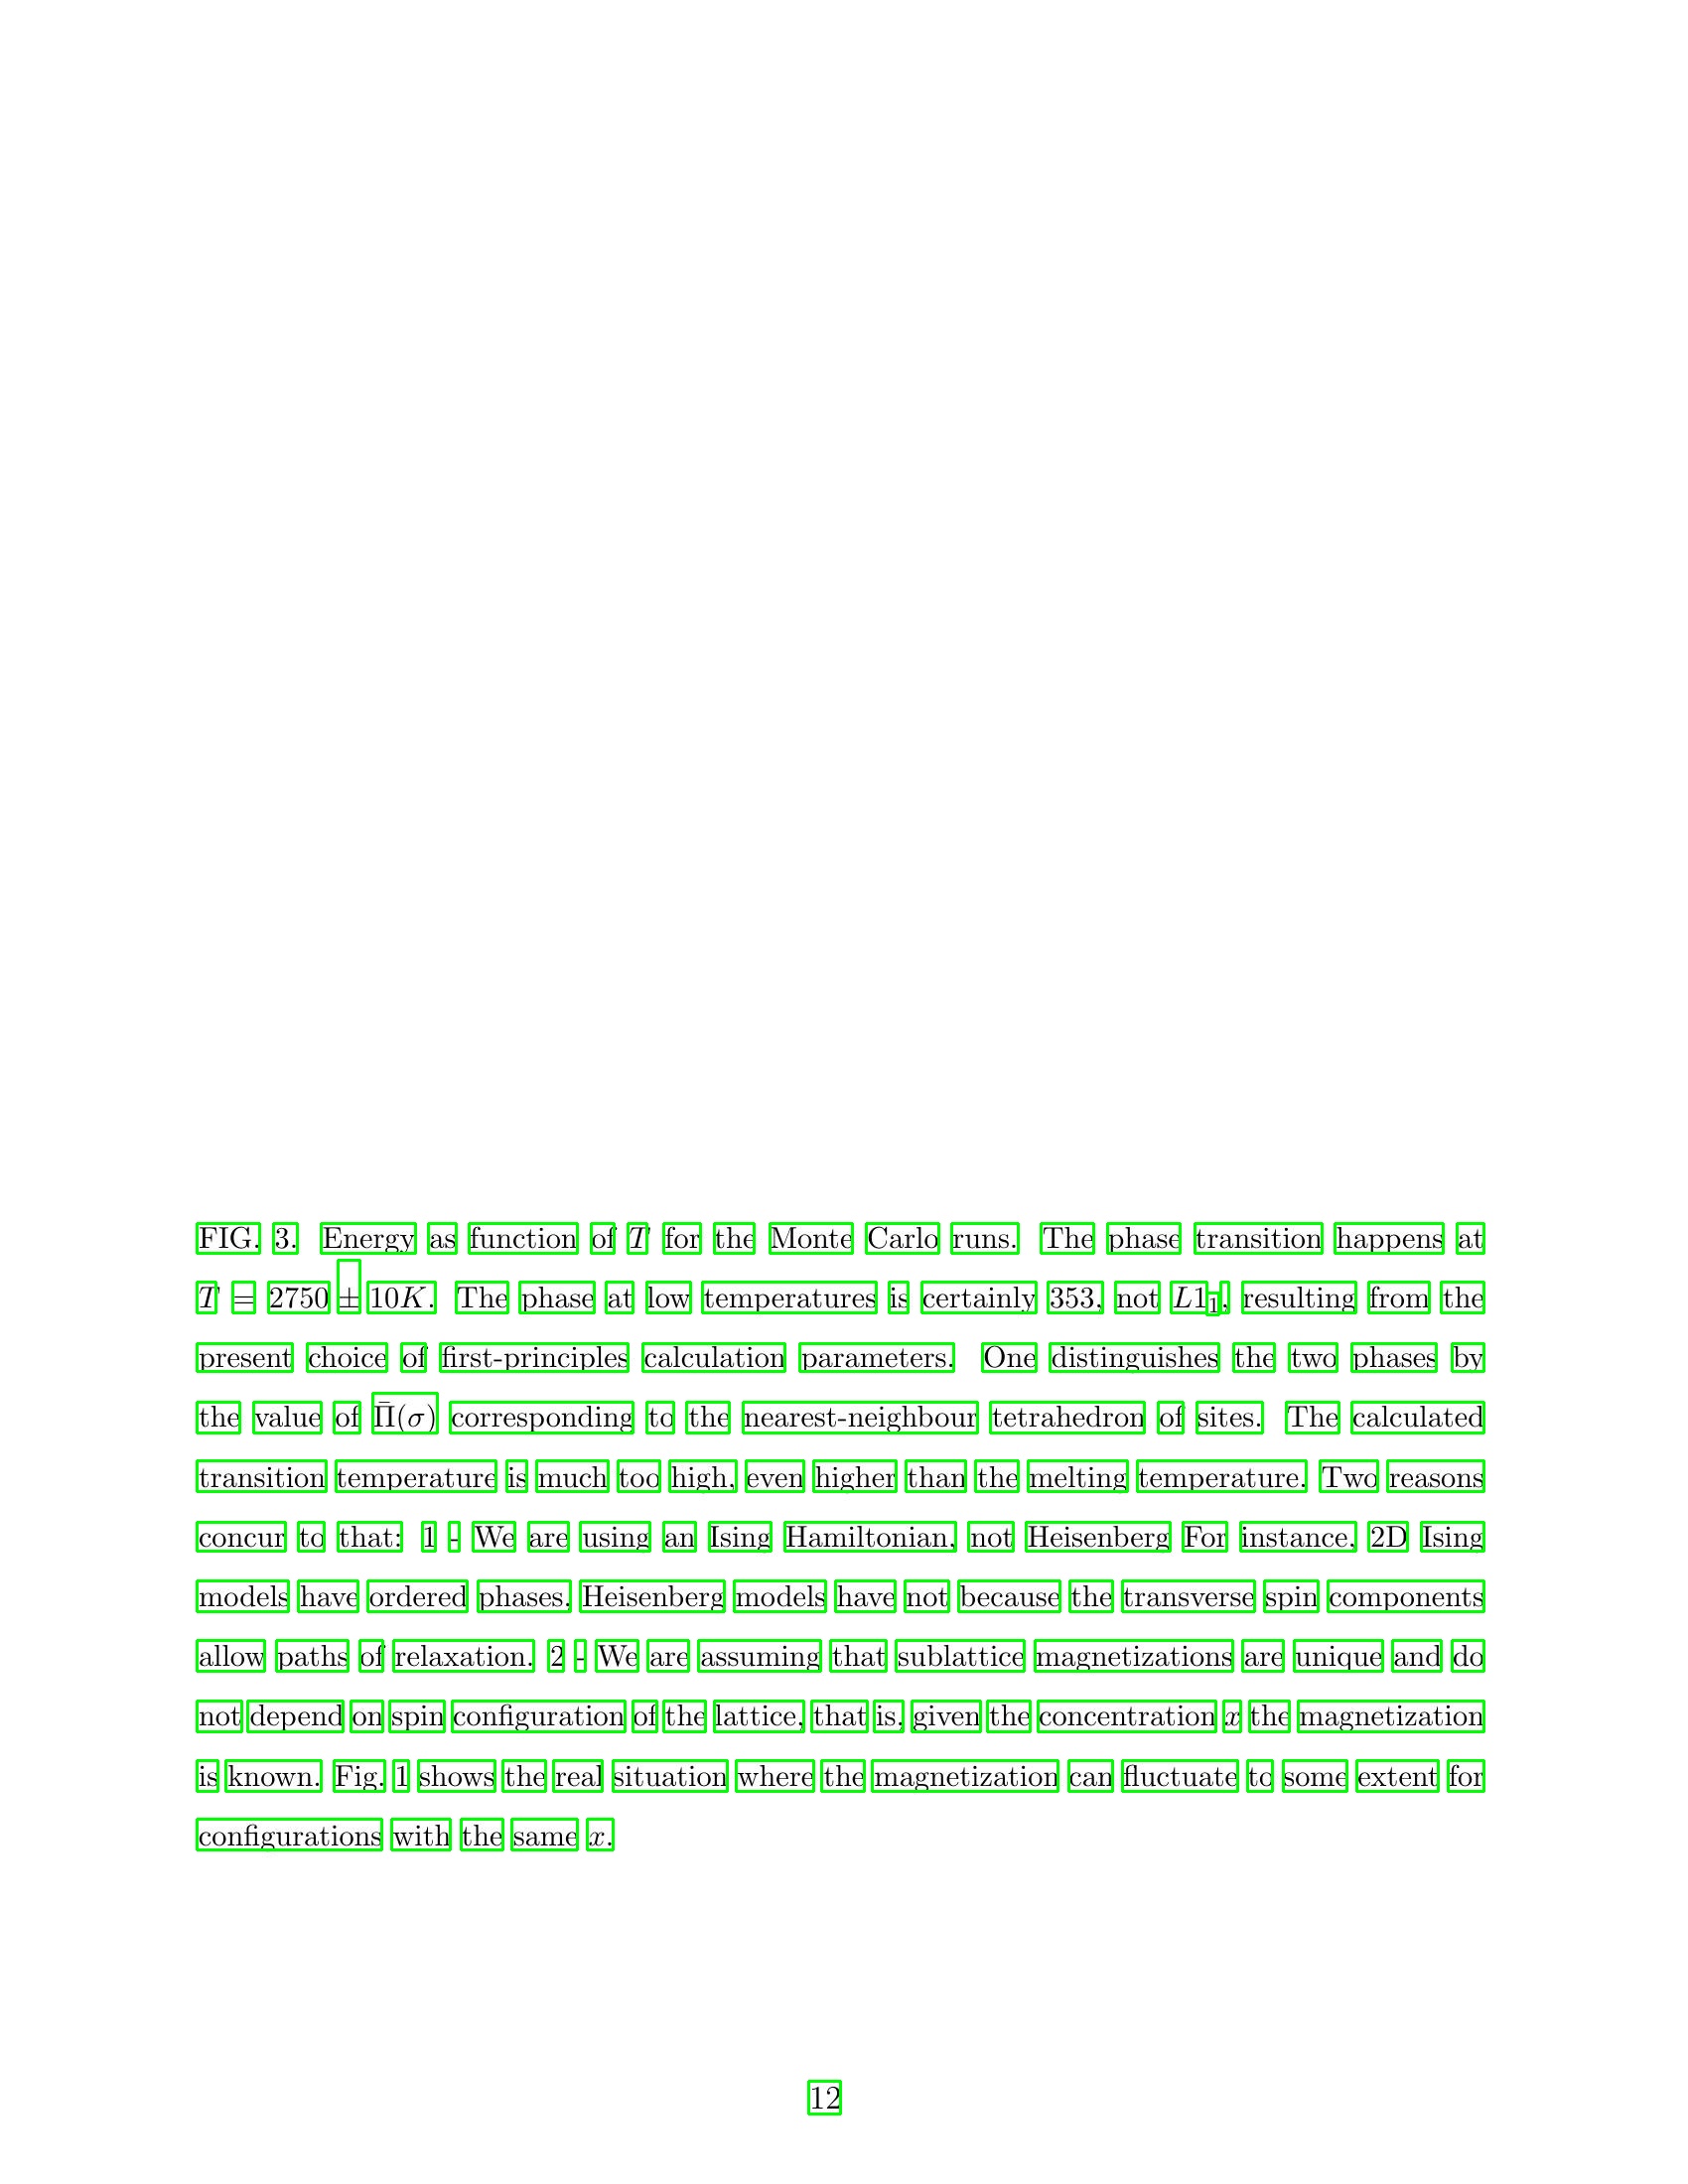 FIG. 3. Energy as function of T for the Monte Carlo runs. The phase transition happens at
T = 2750 ± 10K. The phase at low temperatures is certainly 353, not L1₁, resulting from the
present choice of first-principles calculation parameters. One distinguishes the two phases by
the value of Π̄(σ) corresponding to the nearest-neighbour tetrahedron of sites. The calculated
transition temperature is much too high, even higher than the melting temperature. Two reasons
concur to that: 1 - We are using an Ising Hamiltonian, not Heisenberg For instance, 2D Ising
models have ordered phases. Heisenberg models have not because the transverse spin components
allow paths of relaxation. 2 - We are assuming that sublattice magnetizations are unique and do
not depend on spin configuration of the lattice, that is, given the concentration x the magnetization
is known. Fig. 1 shows the real situation where the magnetization can fluctuate to some extent for
configurations with the same x.
12